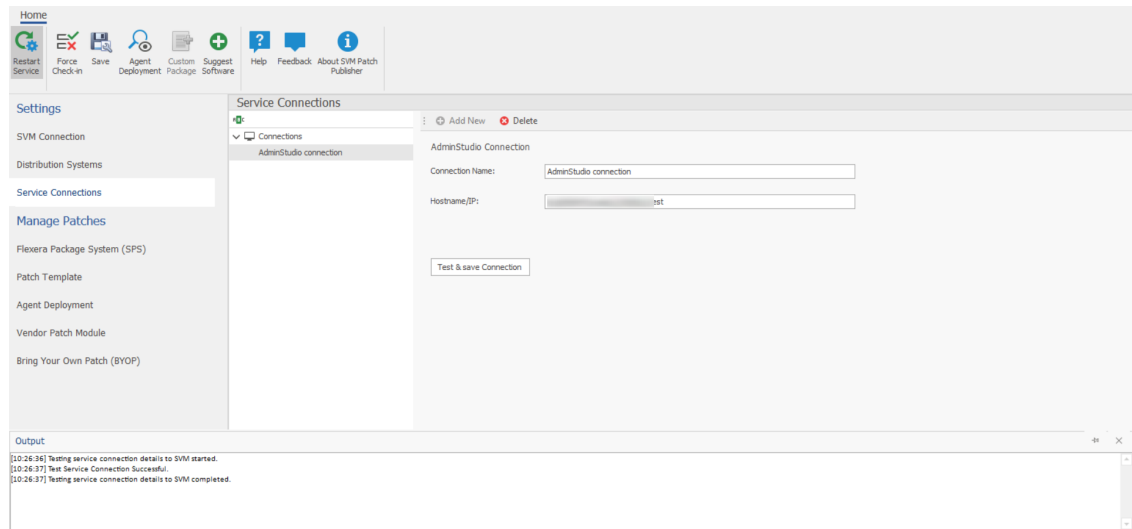 Home
Restart Service
Force Check-in
Save
Agent Deployment
Custom Package
Suggest Software
Help
Feedback
About SVM Patch Publisher
Settings
SVM Connection
Distribution Systems
Service Connections
Manage Patches
Flexera Package System (SPS)
Patch Template
Agent Deployment
Vendor Patch Module
Bring Your Own Patch (BYOP)
Service Connections
Connections
AdminStudio connection
Add New
Delete
AdminStudio Connection
Connection Name:
AdminStudio connection
Hostname/IP:
est
Test & save Connection
Output
[10:26:36] Testing service connection details to SVM started.
[10:26:37] Test Service Connection Successful.
[10:26:37] Testing service connection details to SVM completed.